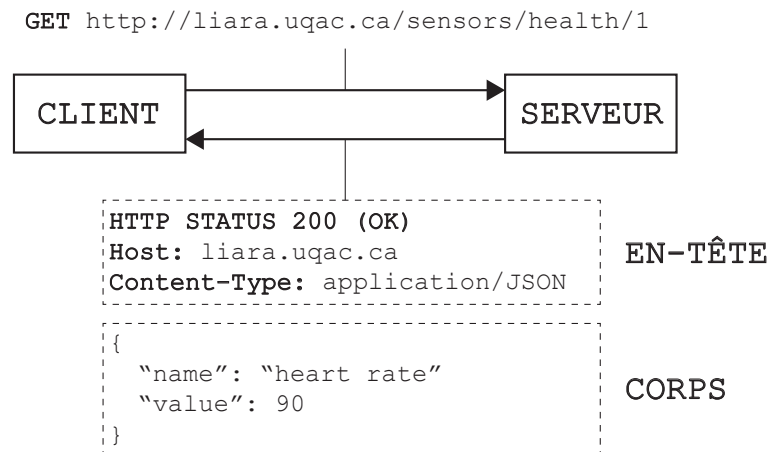 GET http://liara.uqac.ca/sensors/health/1
CLIENT
SERVEUR
HTTP STATUS 200 (OK)
Host: liara.uqac.ca
Content-Type: application/JSON
EN-TÊTE
{
“name”: “heart rate”
“value”: 90
}
CORPS